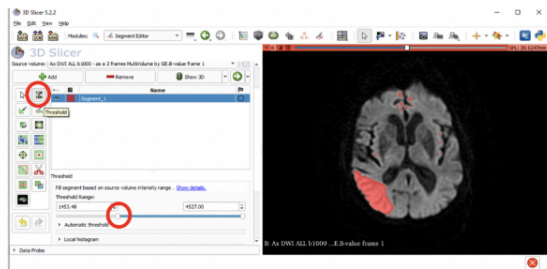 3D Slicer 5.2.2
File Edit View Help
Modules: Segment Editor
3D Slicer
Source volume: As DWI ALL b1000 - as a 2 frames MultiVolume by GE.B-value frame 1
Add Remove Show 3D
Name
Segment_1
Threshold
Threshold
Fill segment based on source volume intensity range... Show details.
Threshold Range:
1453.48 4527.00
Automatic threshold
Local histogram
Data Probe
B: As DWI ALL b1000 ...E.B-value frame 1